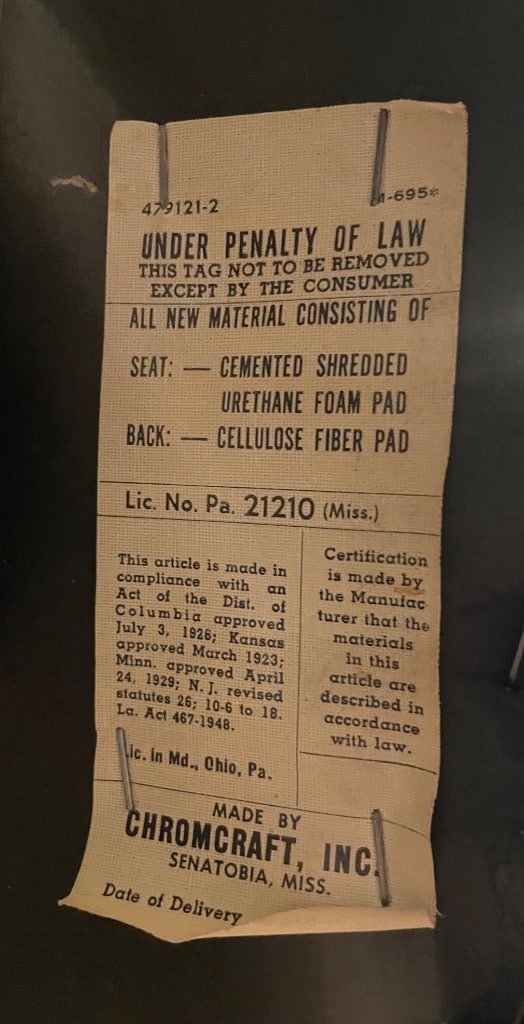 479121-2 M-695*
UNDER PENALTY OF LAW
THIS TAG NOT TO BE REMOVED
EXCEPT BY THE CONSUMER
ALL NEW MATERIAL CONSISTING OF
SEAT: — CEMENTED SHREDDED
URETHANE FOAM PAD
BACK: — CELLULOSE FIBER PAD
Lic. No. Pa. 21210 (Miss.)
This article is made in
compliance with an
Act of the Dist. of
Columbia approved
July 3, 1926; Kansas
approved March 1923;
Minn. approved April
24, 1929; N. J. revised
statutes 26; 10-6 to 18.
La. Act 467-1948.
Lic. in Md., Ohio, Pa.
Certification
is made by
the Manufac
turer that the
materials
in this
article are
described in
accordance
with law.
MADE BY
CHROMCRAFT, INC.
SENATOBIA, MISS.
Date of Delivery